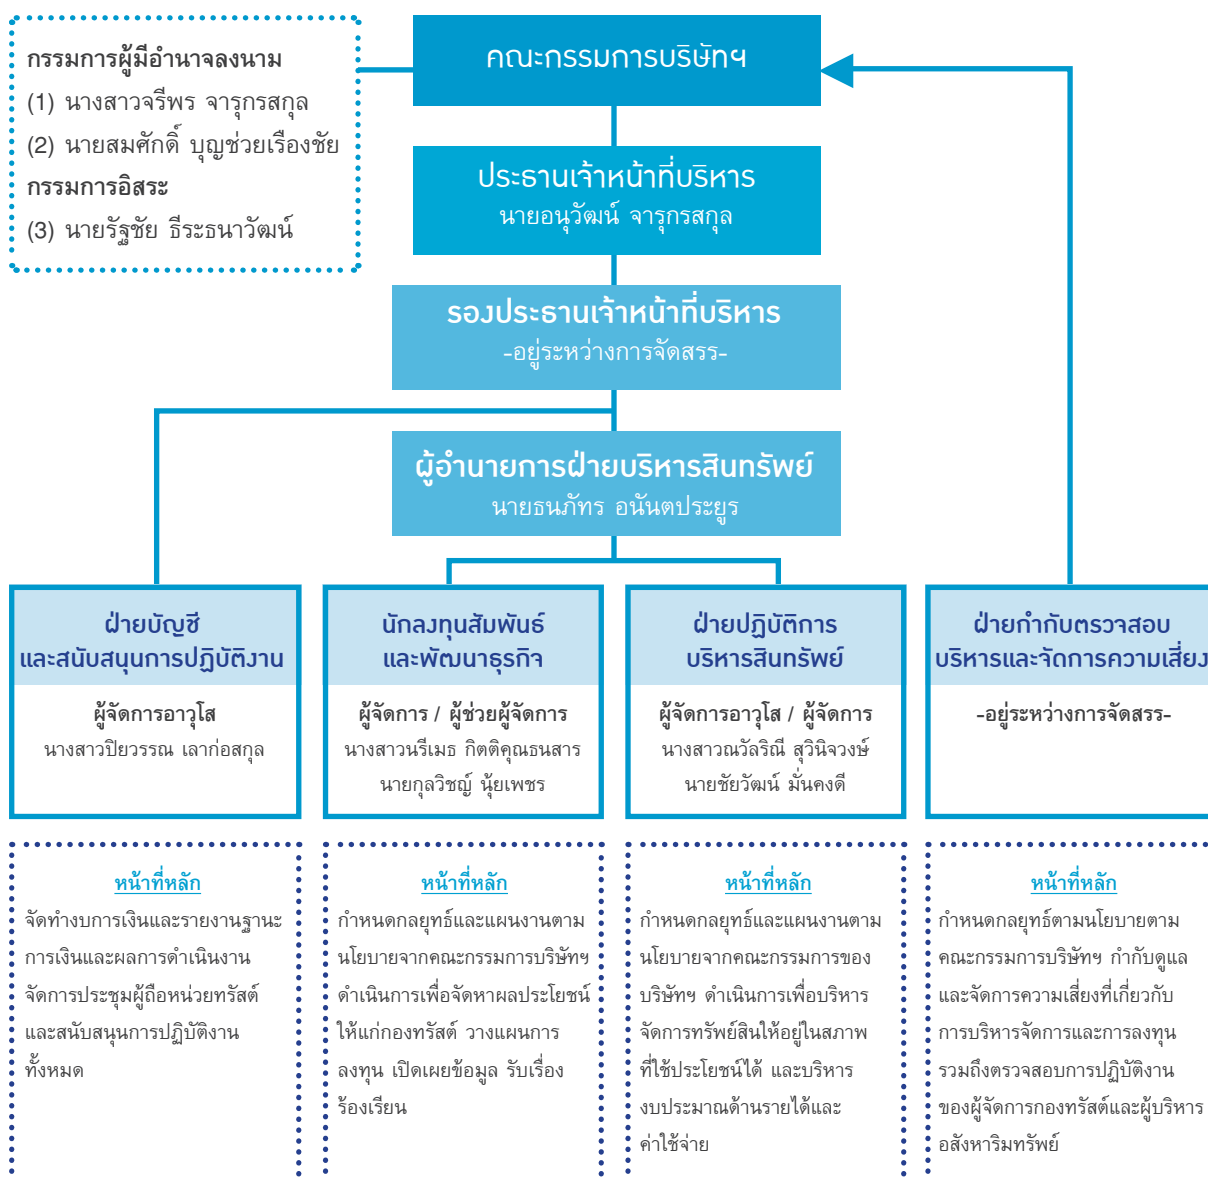 กรรมการผู้มีอำนาจลงนาม
(1) นางสาวจรีพร จารุกรสกุล
(2) นายสมศักดิ์ บุญช่วยเรืองชัย
กรรมการอิสระ
(3) นายรัฐชัย ธีระธนาวัฒน์
คณะกรรมการบริษัทฯ
ประธานเจ้าหน้าที่บริหาร
นายอนุวัฒน์ จารุกรสกุล
รองประธานเจ้าหน้าที่บริหาร
-อยู่ระหว่างการจัดสรร-
ผู้อำนายการฝ่ายบริหารสินทรัพย์
นายธนภัทร อนันตประยูร
ฝ่ายบัญชี
และสนับสนุนการปฏิบัติงาน
ผู้จัดการอาวุโส
นางสาวปิยวรรณ เลาก่อสกุล
นักลงทุนสัมพันธ์
และพัฒนาธุรกิจ
ผู้จัดการ / ผู้ช่วยผู้จัดการ
นางสาวนรีเมธ กิตติคุณธนสาร
นายกุลวิชญ์ นุ้ยเพชร
ฝ่ายปฏิบัติการ
บริหารสินทรัพย์
ผู้จัดการอาวุโส / ผู้จัดการ
นางสาวณวัลริณี สุวินิจวงษ์
นายชัยวัฒน์ มั่นคงดี
ฝ่ายกำกับตรวจสอบ
บริหารและจัดการความเสี่ยง
-อยู่ระหว่างการจัดสรร-
หน้าที่หลัก
จัดทำงบการเงินและรายงานฐานะ
การเงินและผลการดำเนินงาน
จัดการประชุมผู้ถือหน่วยทรัสต์
และสนับสนุนการปฏิบัติงาน
ทั้งหมด
หน้าที่หลัก
กำหนดกลยุทธ์และแผนงานตาม
นโยบายจากคณะกรรมการบริษัทฯ
ดำเนินการเพื่อจัดหาผลประโยชน์
ให้แก่กองทรัสต์ วางแผนการ
ลงทุน เปิดเผยข้อมูล รับเรื่อง
ร้องเรียน
หน้าที่หลัก
กำหนดกลยุทธ์และแผนงานตาม
นโยบายจากคณะกรรมการของ
บริษัทฯ ดำเนินการเพื่อบริหาร
จัดการทรัพย์สินให้อยู่ในสภาพ
ที่ใช้ประโยชน์ได้ และบริหาร
งบประมาณด้านรายได้และ
ค่าใช้จ่าย
หน้าที่หลัก
กำหนดกลยุทธ์ตามนโยบายตาม
คณะกรรมการบริษัทฯ กำกับดูแล
และจัดการความเสี่ยงที่เกี่ยวกับ
การบริหารจัดการและการลงทุน
รวมถึงตรวจสอบการปฏิบัติงาน
ของผู้จัดการกองทรัสต์และผู้บริหาร
อสังหาริมทรัพย์